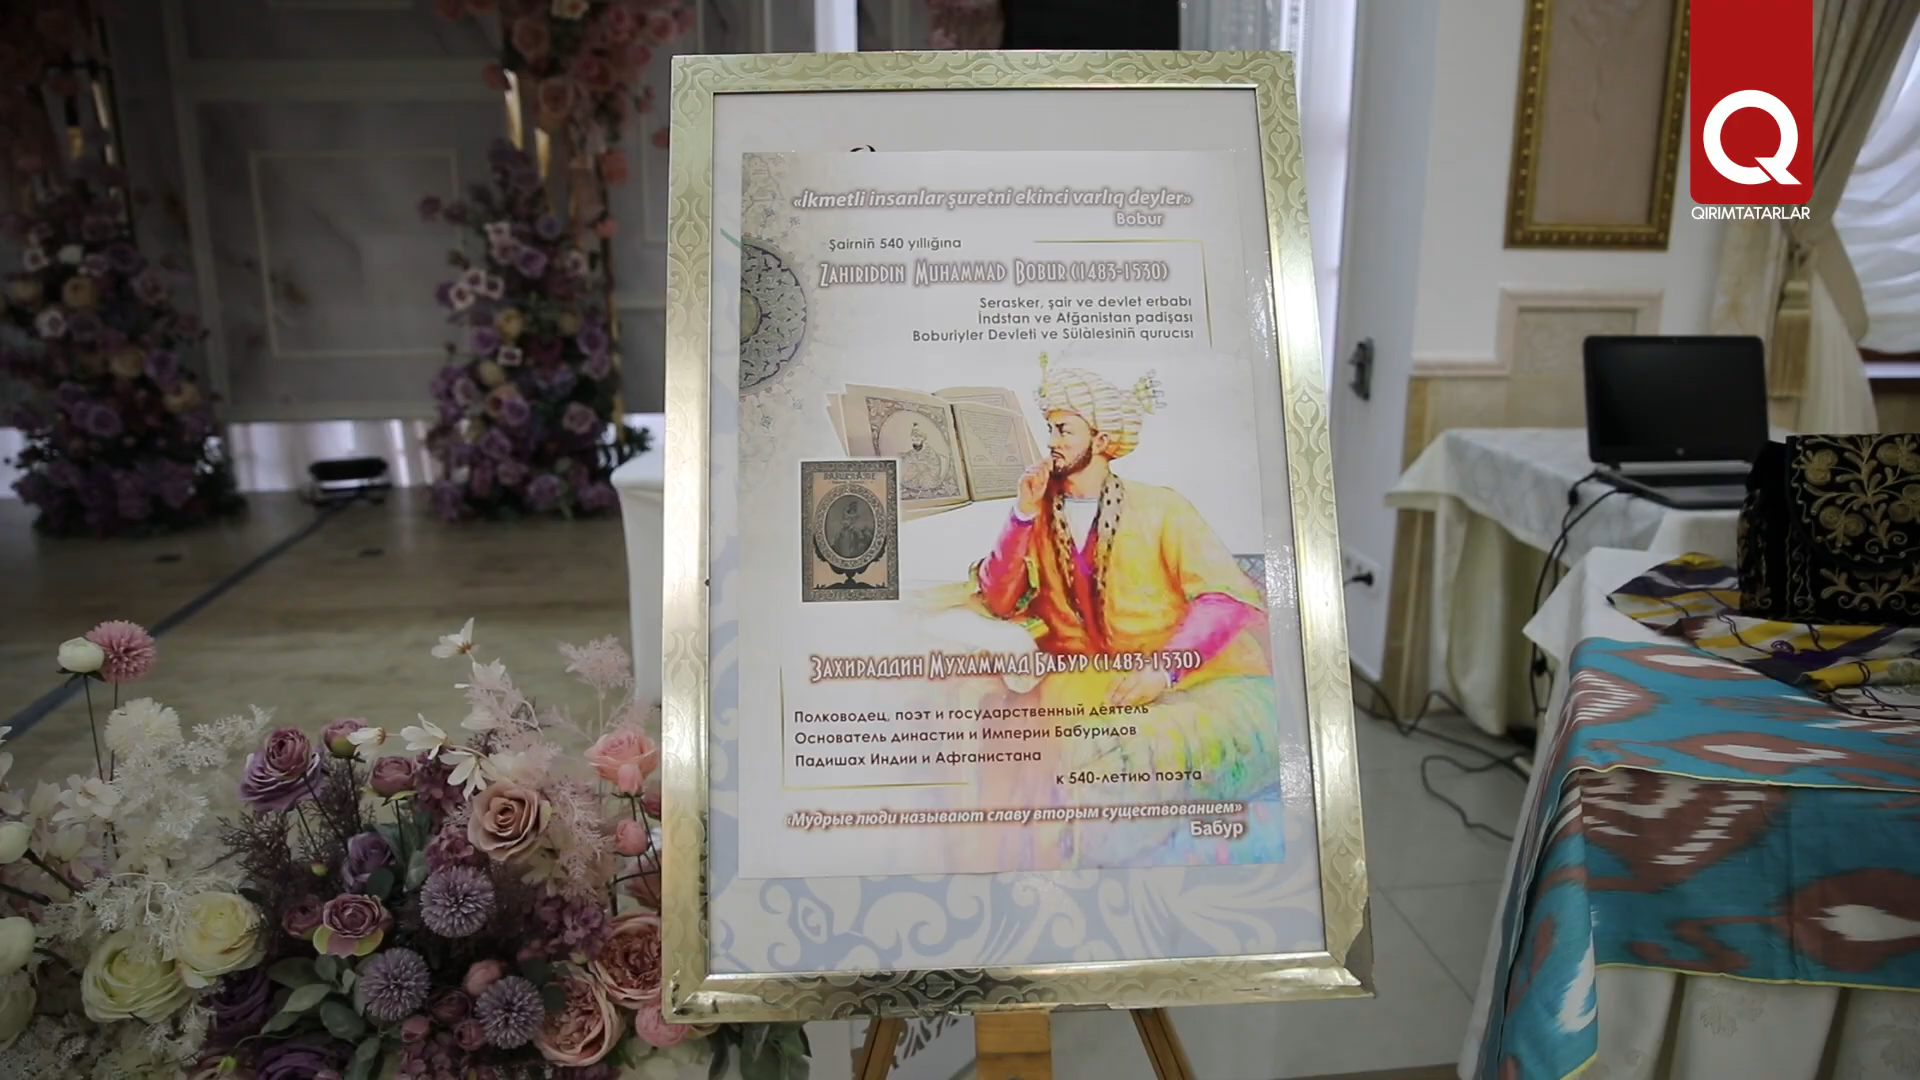 «İkmetli insanlar şuretni ekinci varlıq deyler»
Bobur
Şairniñ 540 yıllığına
ZAHIRIDDIN MUHAMMAD BOBUR (1483-1530)
Serasker, şair ve devlet erbabı
İndstan ve Afğanistan padişası
Boburiyler Devleti ve Sülâlesiniñ qurucısı
ЗАХИРАДДИН МУХАММАД БАБУР (1483-1530)
Полководец, поэт и государственный деятель
Основатель династии и Империи Бабуридов
Падишах Индии и Афганистана
к 540-летию поэта
«Мудрые люди называют славу вторым существованием»
Бабур
Q
QIRIMTATARLAR